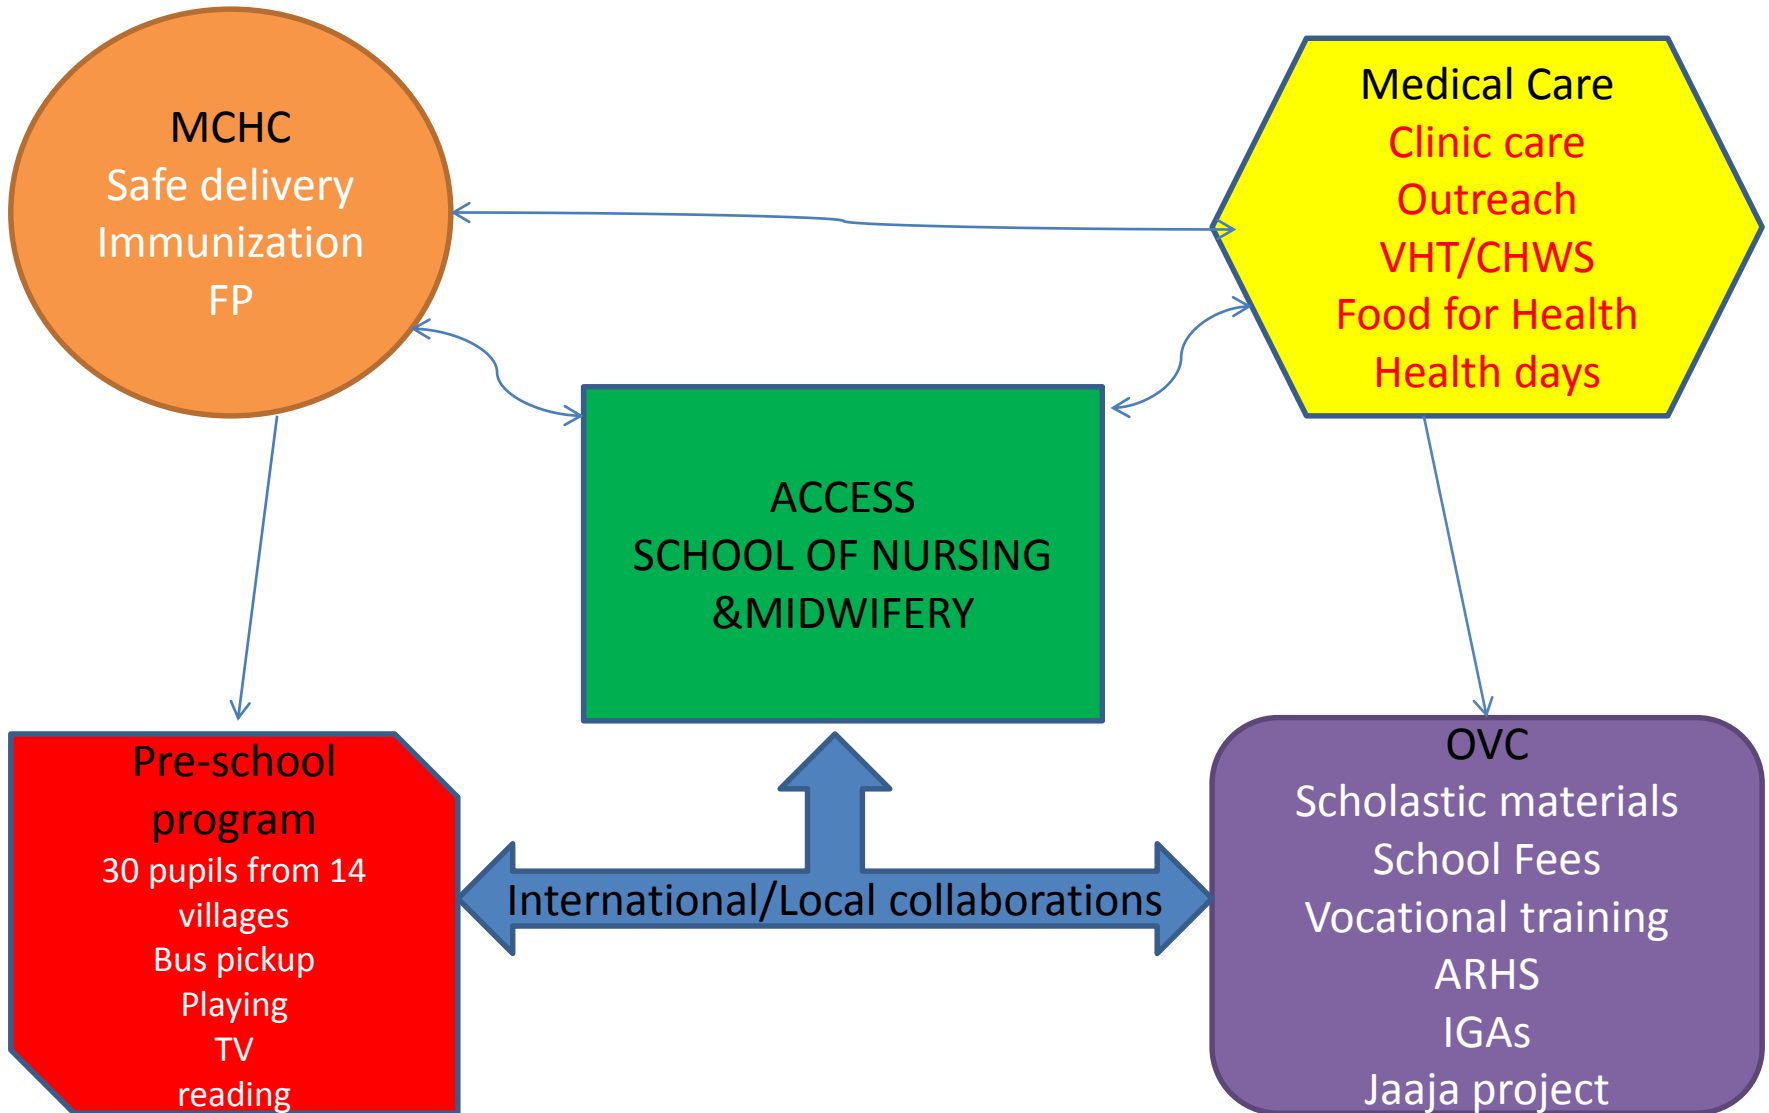 MCHC
Safe delivery
Immunization
FP
Medical Care
Clinic care
Outreach
VHT/CHWS
Food for Health
Health days
ACCESS
SCHOOL OF NURSING
&MIDWIFERY
Pre-school
program
30 pupils from 14
villages
Bus pickup
Playing
TV
reading
International/Local collaborations
OVC
Scholastic materials
School Fees
Vocational training
ARHS
IGAs
Jaaja project